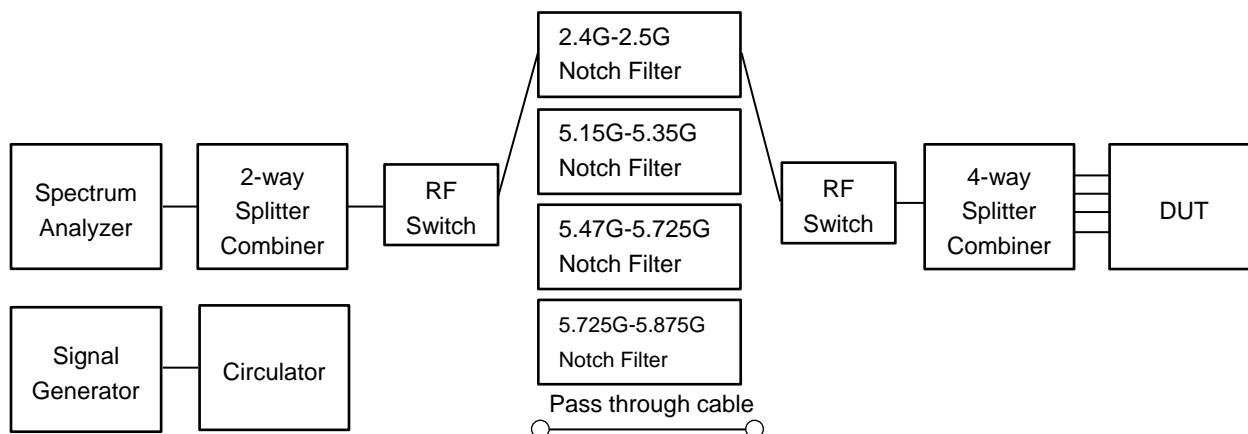 2.4G-2.5G
Notch Filter
5.15G-5.35G
Notch Filter
5.47G-5.725G
Notch Filter
5.725G-5.875G
Notch Filter
Pass through cable
Spectrum
Analyzer
2-way
Splitter
Combiner
RF
Switch
RF
Switch
4-way
Splitter
Combiner
DUT
Signal
Generator
Circulator